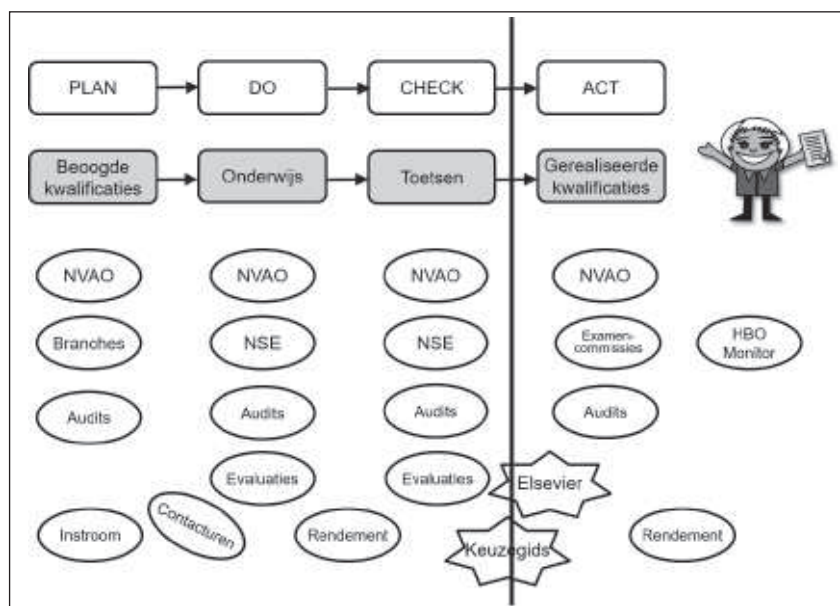 PLAN DO CHECK ACT
Beoogde
kwalificaties
Onderwijs
Toetsen
Gerealiseerde
kwalificaties
NVAO NVAO NVAO NVAO
Branches NSE NSE
Examen-
commissies
HBO
Monitor
Audits Audits Audits Audits
Evaluaties Evaluaties Elsevier
Instroom Contacturen Rendement Keuzegids Rendement